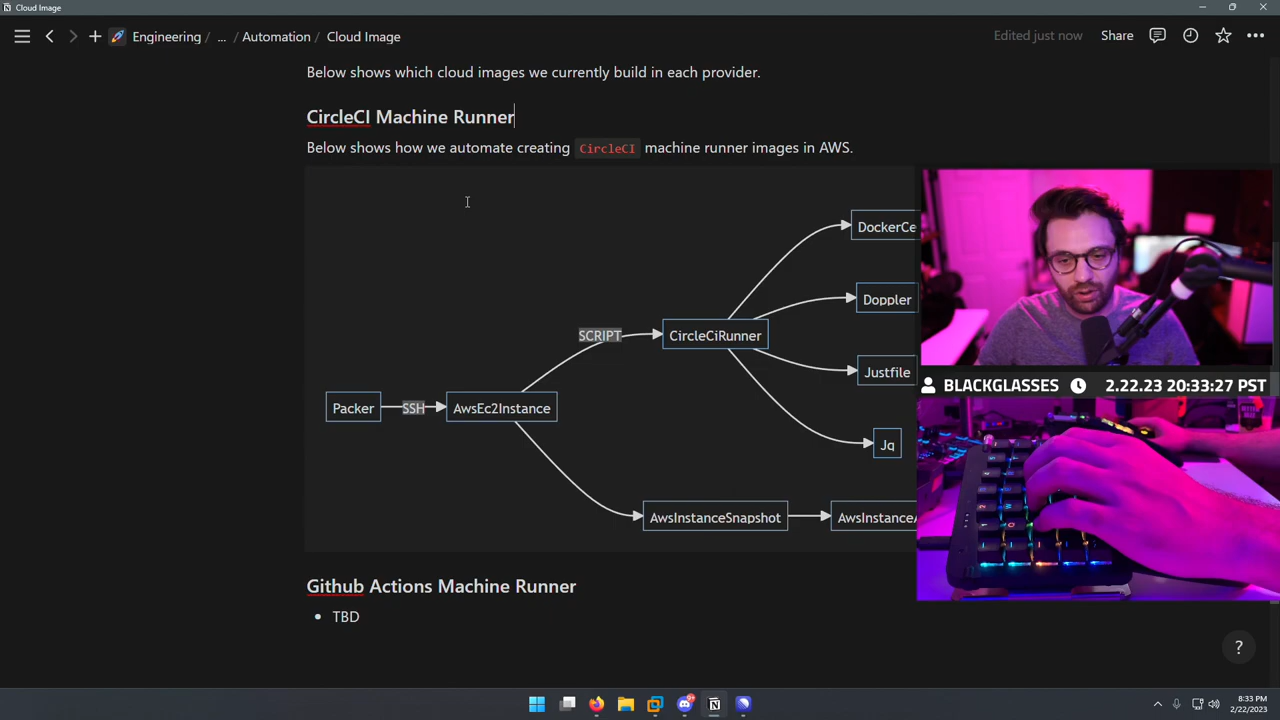 Cloud Image
Engineering / ... / Automation / Cloud Image
Edited just now
Share
Below shows which cloud images we currently build in each provider.
CircleCI Machine Runner
Below shows how we automate creating CircleCI machine runner images in AWS.
DockerCe
Doppler
SCRIPT
CircleCiRunner
Justfile
BLACKGLASSES 2.22.23 20:33:27 PST
Packer
SSH
AwsEc2Instance
Jq
AwsInstanceSnapshot
AwsInstanceA
Github Actions Machine Runner
• TBD
?
8:33 PM
2/22/2023